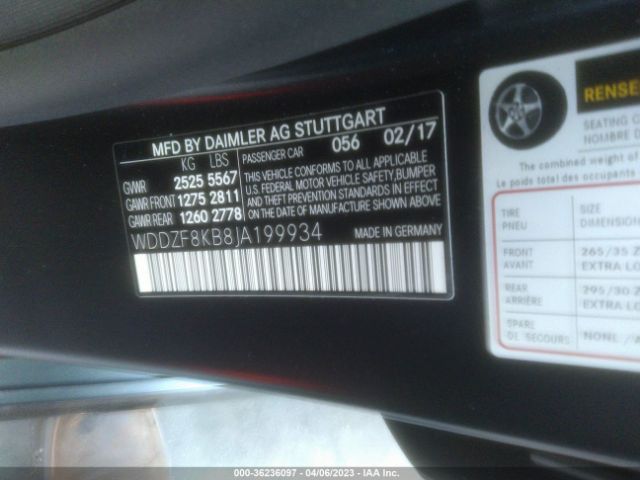 MFD BY DAIMLER AG STUTTGART
KG LBS PASSENGER CAR 056 02/17
GVWR 2525 5567
GAWR FRONT 1275 2811
GAWR REAR 1260 2778
THIS VEHICLE CONFORMS TO ALL APPLICABLE
U.S. FEDERAL MOTOR VEHICLE SAFETY, BUMPER
AND THEFT PREVENTION STANDARDS IN EFFECT
ON THE DATE OF MANUFACTURE SHOWN ABOVE.
WDDZF8KB8JA199934 MADE IN GERMANY
RENSE
SEATING
NOMBRE
The combined weight of
Le poids total des occupants
TIRE SIZE
PNEU DIMENSION
FRONT 265/35 Z
AVANT EXTRA LO
REAR 295/30 Z
ARRIÈRE EXTRA LO
SPARE NONE
DE SECOURS
000-36236097 - 04/06/2023 - IAA Inc.